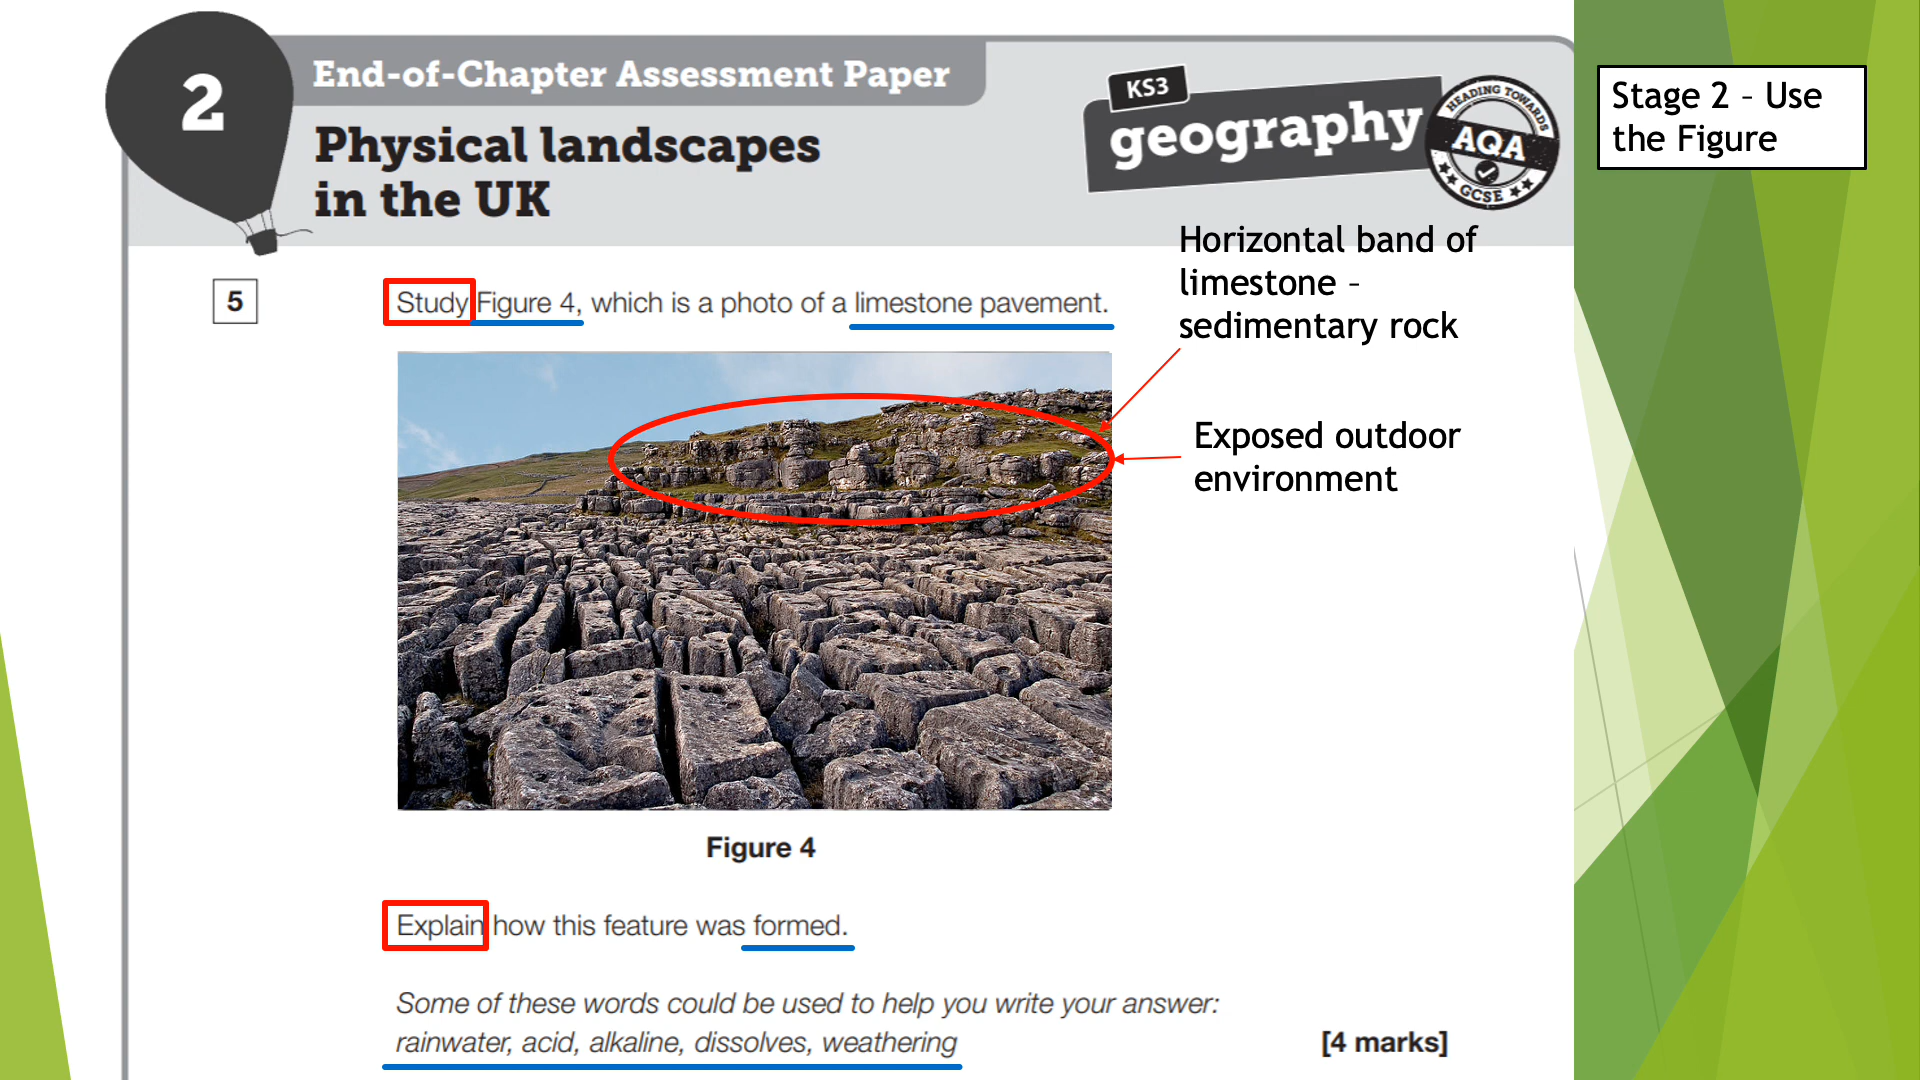 2
End-of-Chapter Assessment Paper
Physical landscapes
in the UK
KS3
geography
HEADING TOWARDS
AQA
GCSE
Stage 2 – Use
the Figure
Horizontal band of
limestone –
sedimentary rock
5
Study Figure 4, which is a photo of a limestone pavement.
Exposed outdoor
environment
Figure 4
Explain how this feature was formed.
Some of these words could be used to help you write your answer:
rainwater, acid, alkaline, dissolves, weathering
[4 marks]